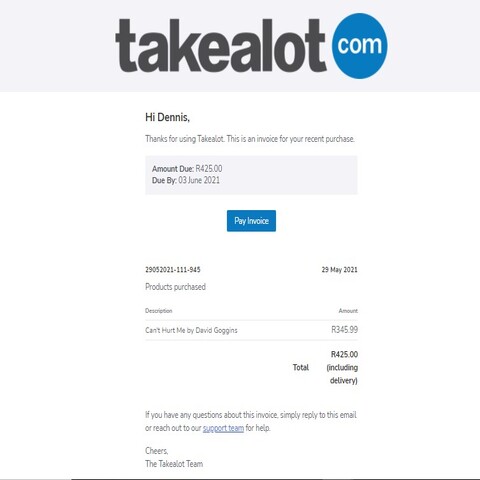 takealot com
Hi Dennis,
Thanks for using Takealot. This is an invoice for your recent purchase.
Amount Due: R425.00
Due By: 03 June 2021
Pay Invoice
29052021-111-945 29 May 2021
Products purchased
Description Amount
Can't Hurt Me by David Goggins R345.99
R425.00
Total (including
delivery)
If you have any questions about this invoice, simply reply to this email
or reach out to our support team for help.
Cheers,
The Takealot Team